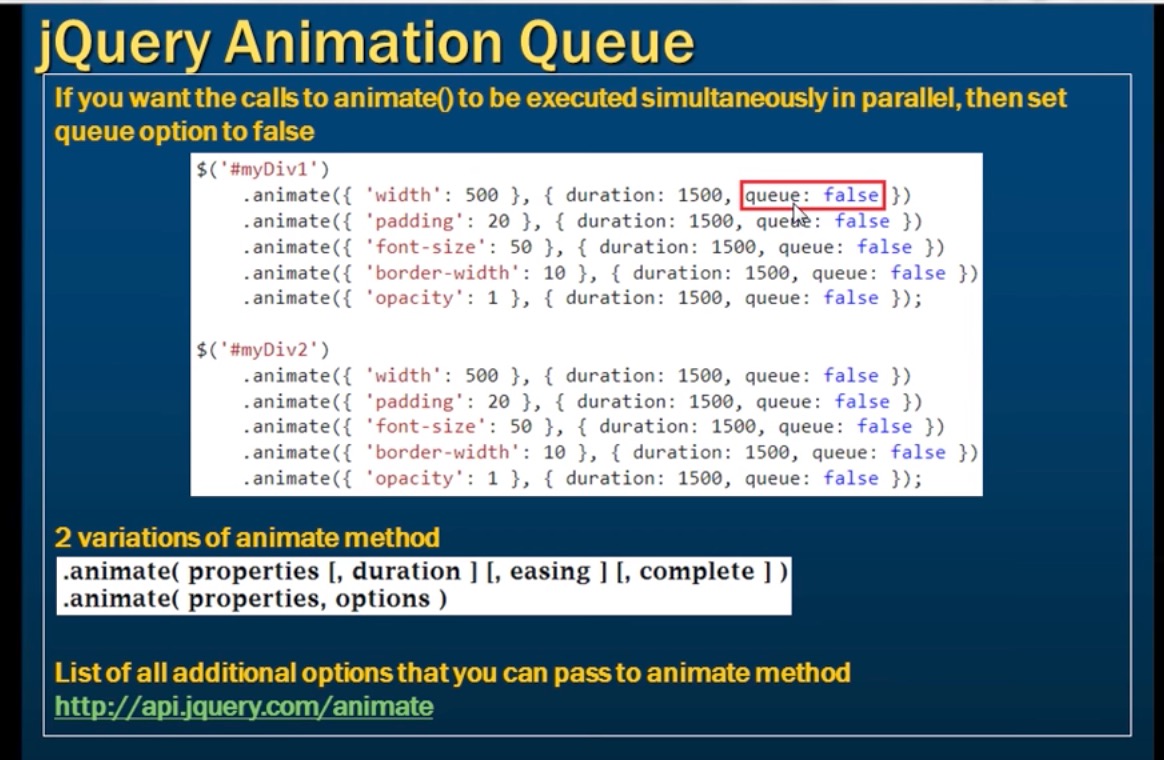 jQuery Animation Queue
If you want the calls to animate() to be executed simultaneously in parallel, then set
queue option to false
$('#myDiv1')
.animate({ 'width': 500 }, { duration: 1500, queue: false })
.animate({ 'padding': 20 }, { duration: 1500, queue: false })
.animate({ 'font-size': 50 }, { duration: 1500, queue: false })
.animate({ 'border-width': 10 }, { duration: 1500, queue: false })
.animate({ 'opacity': 1 }, { duration: 1500, queue: false });
$('#myDiv2')
.animate({ 'width': 500 }, { duration: 1500, queue: false })
.animate({ 'padding': 20 }, { duration: 1500, queue: false })
.animate({ 'font-size': 50 }, { duration: 1500, queue: false })
.animate({ 'border-width': 10 }, { duration: 1500, queue: false })
.animate({ 'opacity': 1 }, { duration: 1500, queue: false });
2 variations of animate method
.animate( properties [, duration ] [, easing ] [, complete ] )
.animate( properties, options )
List of all additional options that you can pass to animate method
http://api.jquery.com/animate